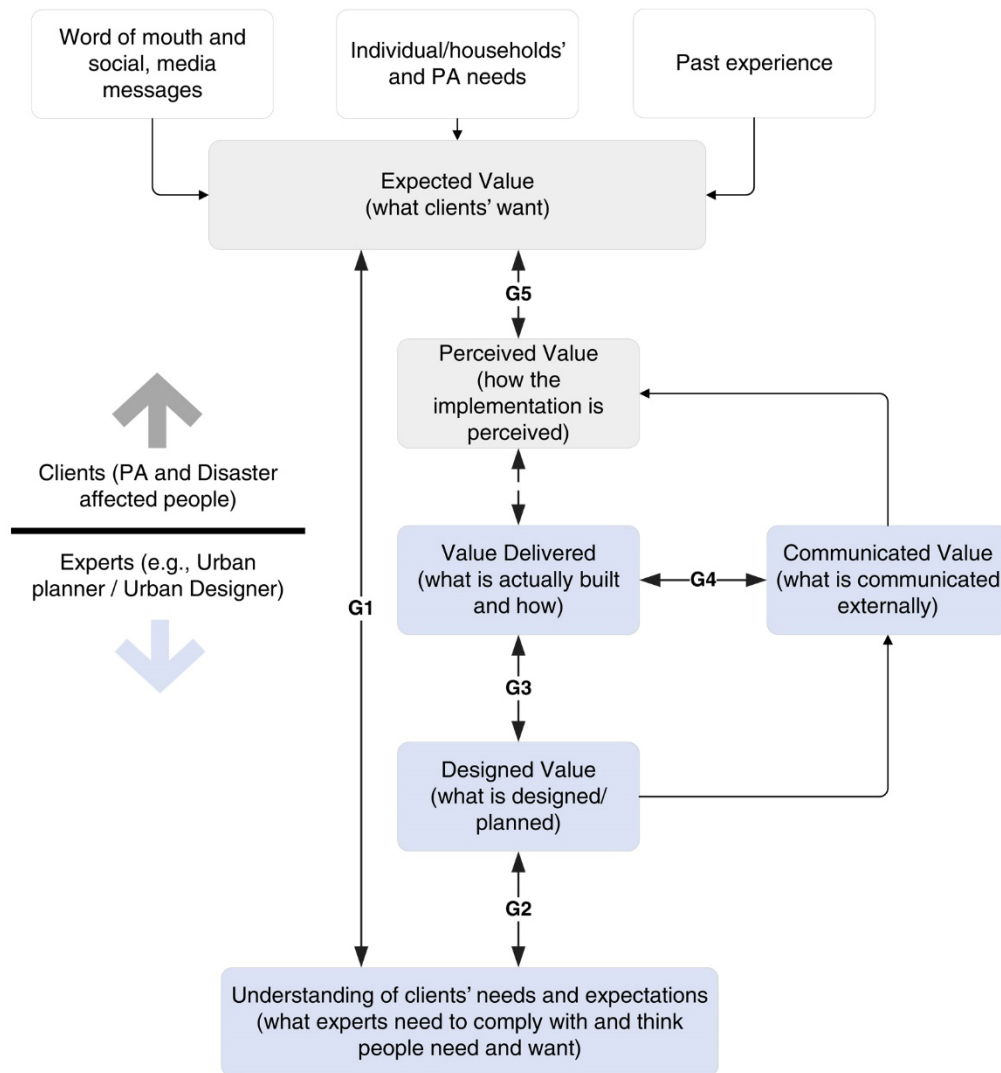 Word of mouth and
social, media
messages
Individual/households'
and PA needs
Past experience
Expected Value
(what clients' want)
G5
Perceived Value
(how the
implementation is
perceived)
Clients (PA and Disaster
affected people)
Experts (e.g., Urban
planner / Urban Designer)
G1
Value Delivered
(what is actually built
and how)
G4
Communicated Value
(what is communicated
externally)
G3
Designed Value
(what is designed/
planned)
G2
Understanding of clients' needs and expectations
(what experts need to comply with and think
people need and want)